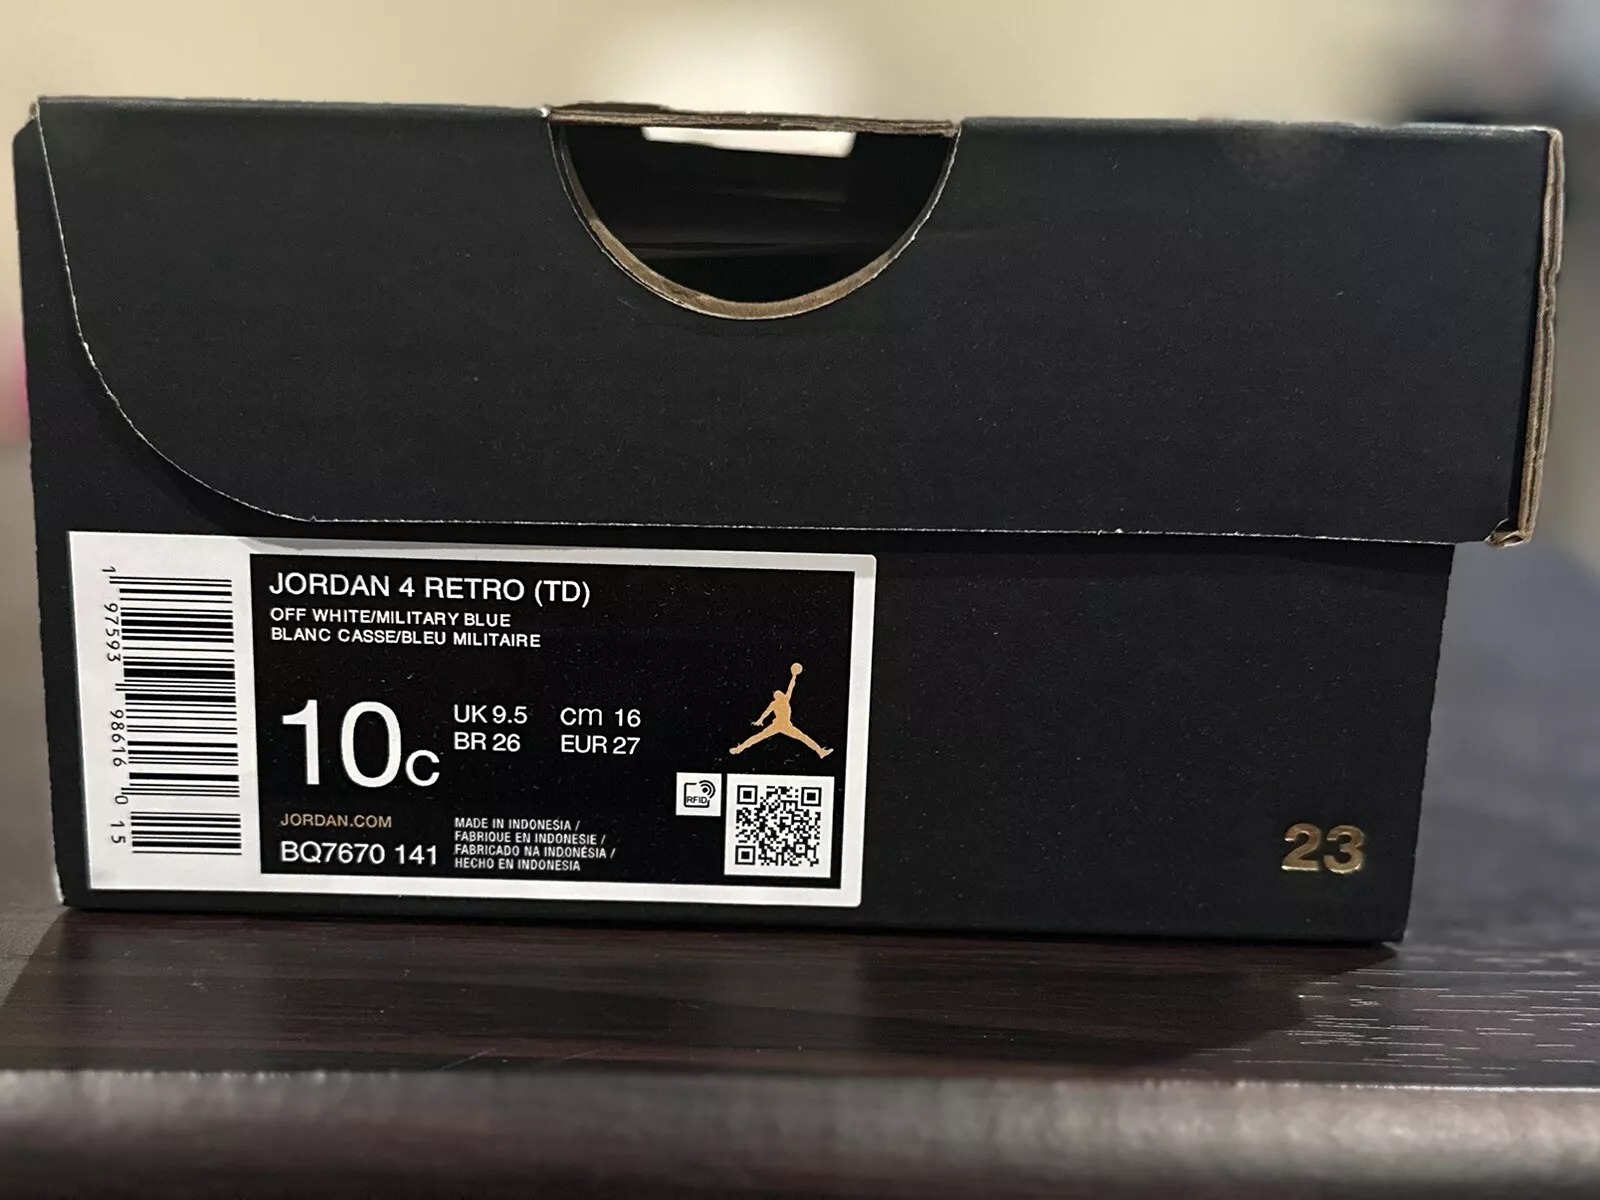 JORDAN 4 RETRO (TD)
OFF WHITE/MILITARY BLUE
BLANC CASSE/BLEU MILITAIRE
10c
UK 9.5 cm 16
BR 26 EUR 27
RFID
JORDAN.COM
BQ7670 141
MADE IN INDONESIA /
FABRIQUE EN INDONESIE /
FABRICADO NA INDONÉSIA /
HECHO EN INDONESIA
1 97593 98616 0 15
23